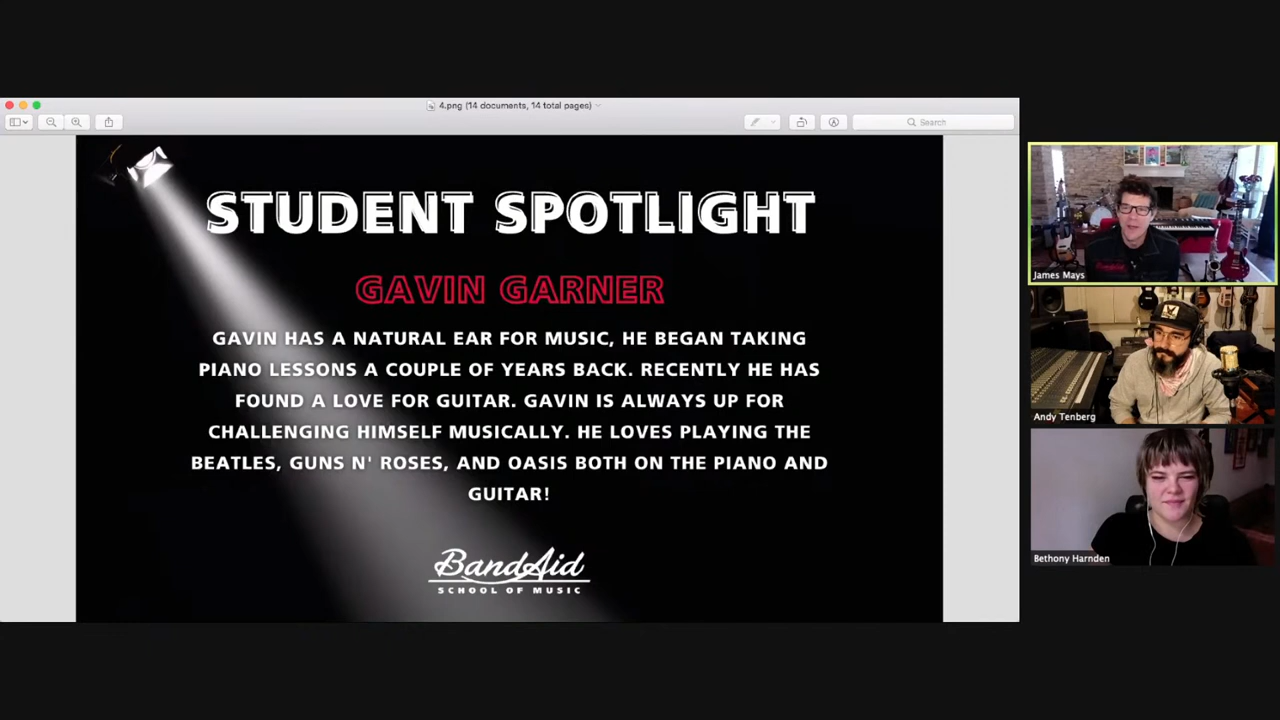 4.png (14 documents, 14 total pages)
Search
STUDENT SPOTLIGHT
GAVIN GARNER
GAVIN HAS A NATURAL EAR FOR MUSIC, HE BEGAN TAKING
PIANO LESSONS A COUPLE OF YEARS BACK. RECENTLY HE HAS
FOUND A LOVE FOR GUITAR. GAVIN IS ALWAYS UP FOR
CHALLENGING HIMSELF MUSICALLY. HE LOVES PLAYING THE
BEATLES, GUNS N' ROSES, AND OASIS BOTH ON THE PIANO AND
GUITAR!
BandAid
SCHOOL OF MUSIC
James Mays
Andy Tenberg
Bethony Harnden